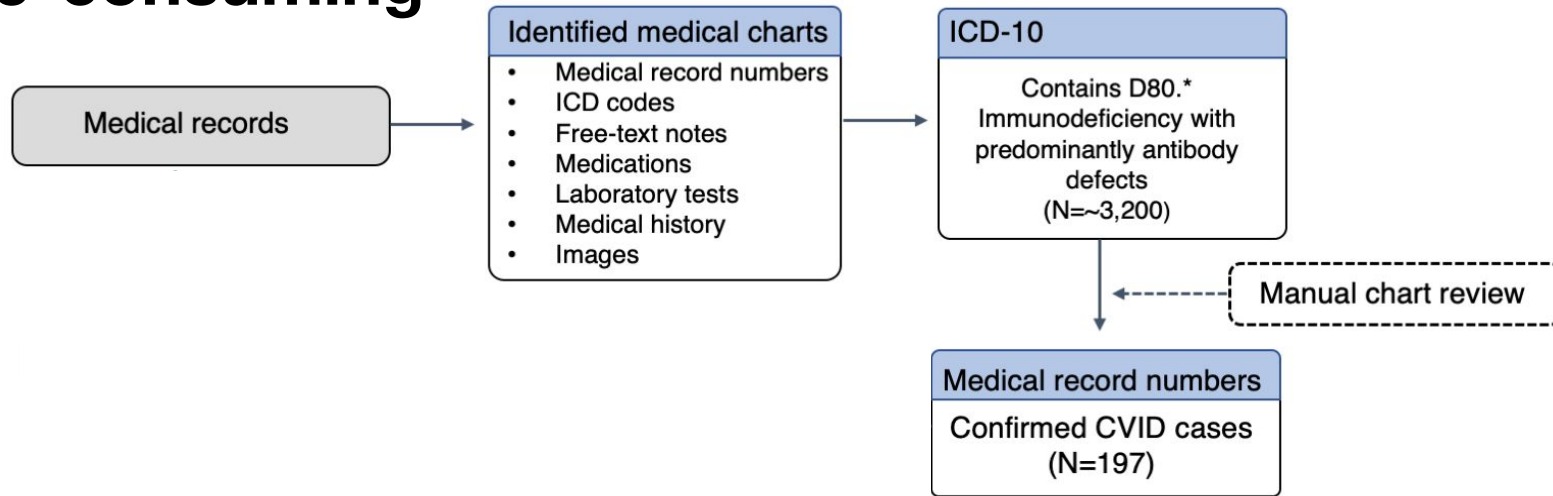 consuming
Medical records
Identified medical charts
• Medical record numbers
• ICD codes
• Free-text notes
• Medications
• Laboratory tests
• Medical history
• Images
ICD-10
Contains D80.*
Immunodeficiency with
predominantly antibody
defects
(N=~3,200)
Manual chart review
Medical record numbers
Confirmed CVID cases
(N=197)